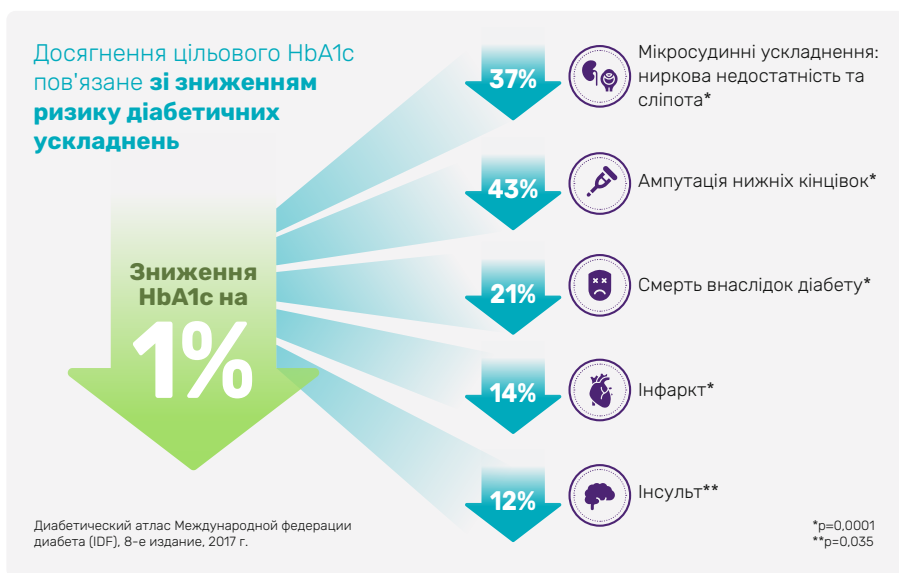 Досягнення цільового HbA1c
пов'язане зі зниженням
ризику діабетичних
ускладнень
Зниження
HbA1c на
1%
37%
Мікросудинні ускладнення:
ниркова недостатність та
сліпота*
43%
Ампутація нижніх кінцівок*
21%
Смерть внаслідок діабету*
14%
Інфаркт*
12%
Інсульт**
Диабетический атлас Международной федерации
диабета (IDF), 8-е издание, 2017 г.
*p=0,0001
**p=0,035